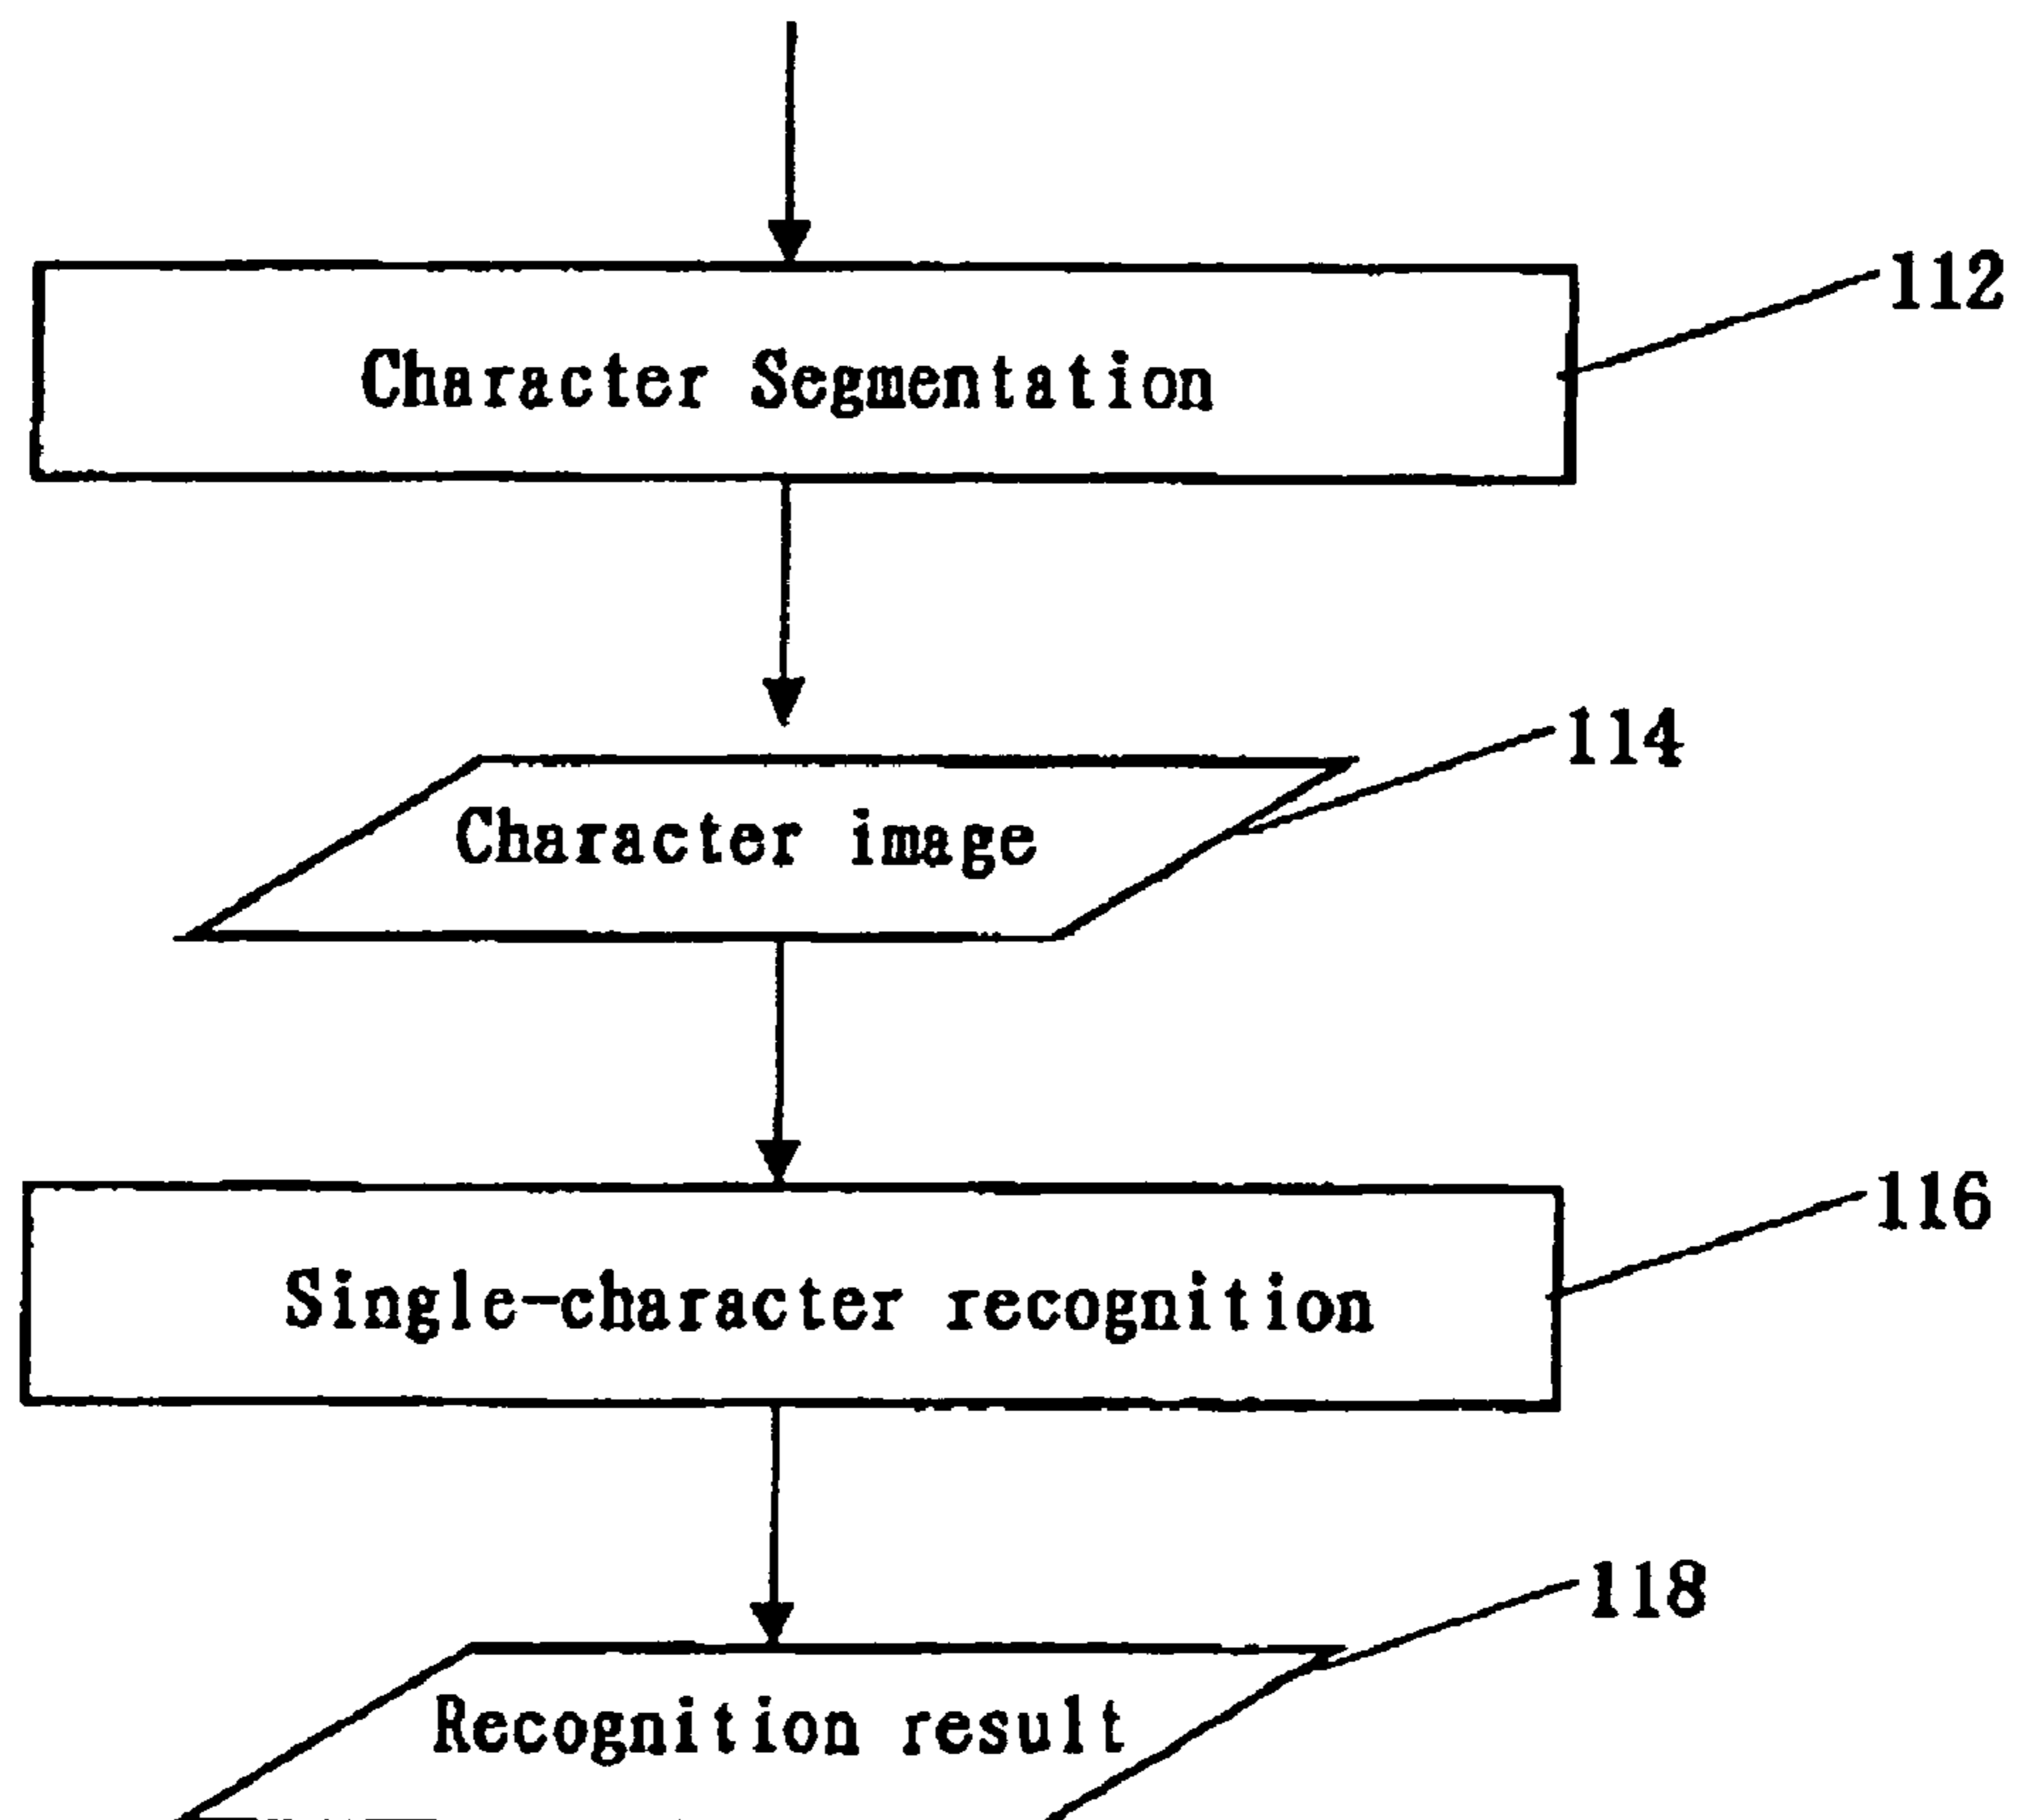 112
Character Segmentation
114
Character image
116
Single-character recognition
118
Recognition result